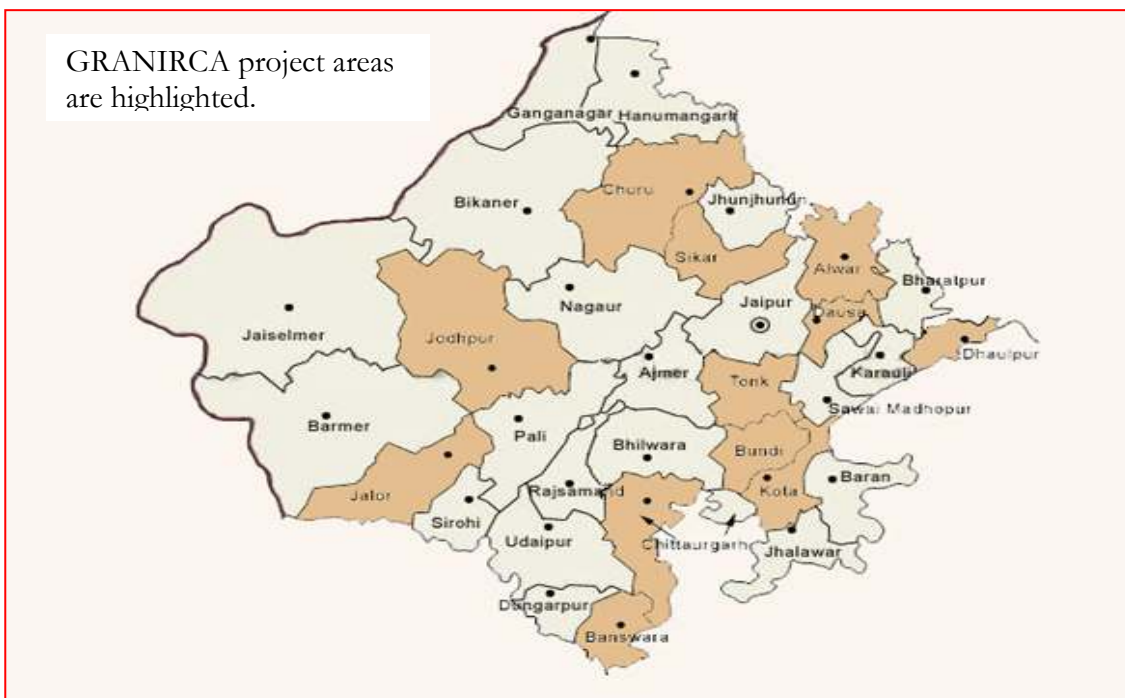 GRANIRCA project areas
are highlighted.
Ganganagar
Hanumangarh
Churu
Jhunjhunun
Bikaner
Sikar
Alwar
Bharatpur
Nagaur
Jaipur
Dausa
Jaiselmer
Jodhpur
Dhaulpur
Ajmer
Karauli
Tonk
Sawai Madhopur
Barmer
Pali
Bhilwara
Bundi
Baran
Jalor
Rajsamand
Kota
Sirohi
Udaipur
Chittaurgarh
Jhalawar
Dungarpur
Banswara